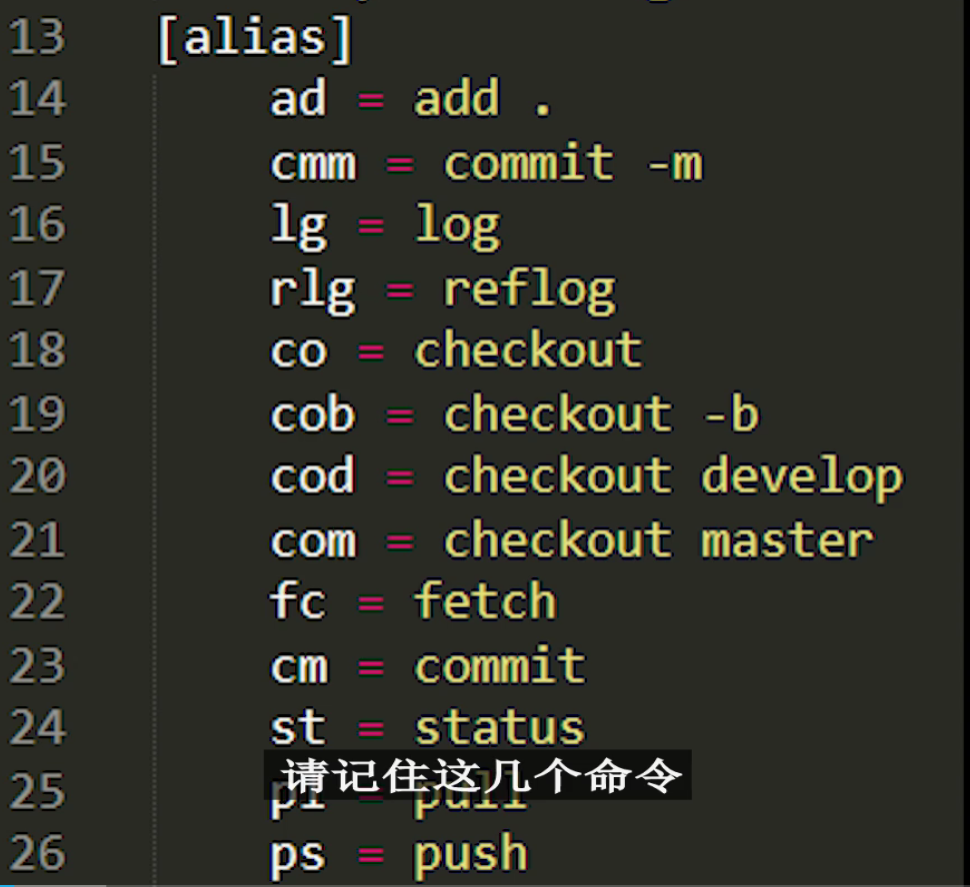 13 [alias]
14 ad = add .
15 cmm = commit -m
16 lg = log
17 rlg = reflog
18 co = checkout
19 cob = checkout -b
20 cod = checkout develop
21 com = checkout master
22 fc = fetch
23 cm = commit
24 st = status
请记住这几个命令
25 = pull
26 ps = push